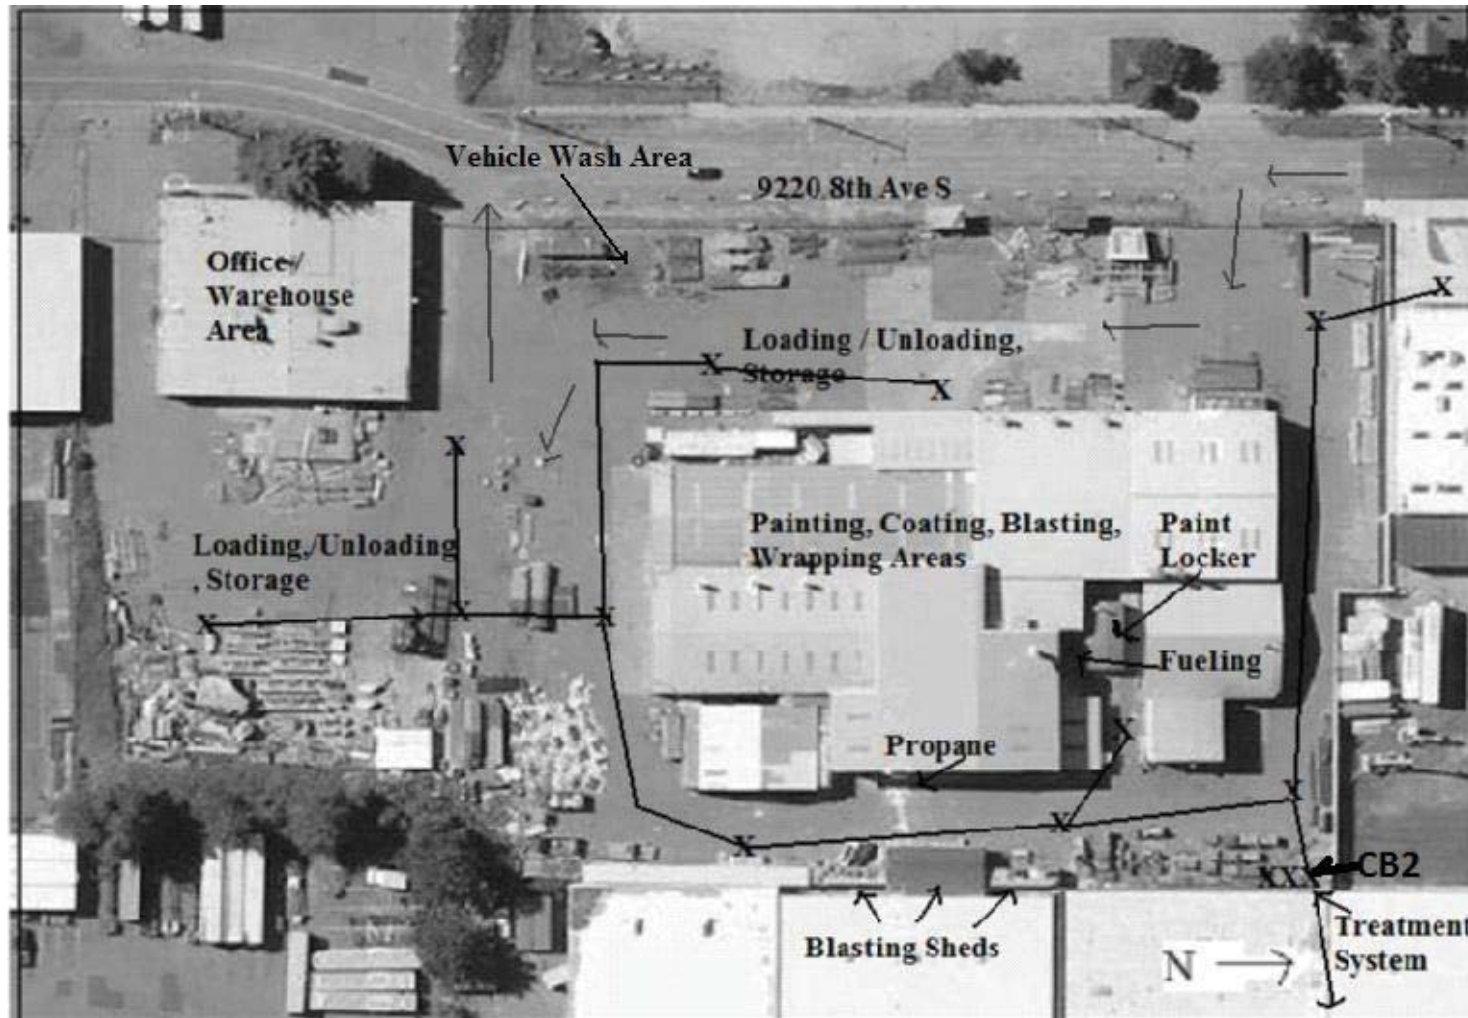 Vehicle Wash Area
9220 8th Ave S
Office /
Warehouse
Area
X
X
Loading / Unloading,
Storage
X
X
X
Painting, Coating, Blasting,
Wrapping Areas
Paint
Locker
Loading,/Unloading
, Storage
X
X
X
Fueling
X
Propane
X
X
X
XXX
CB2
Blasting Sheds
Treatment
System
N